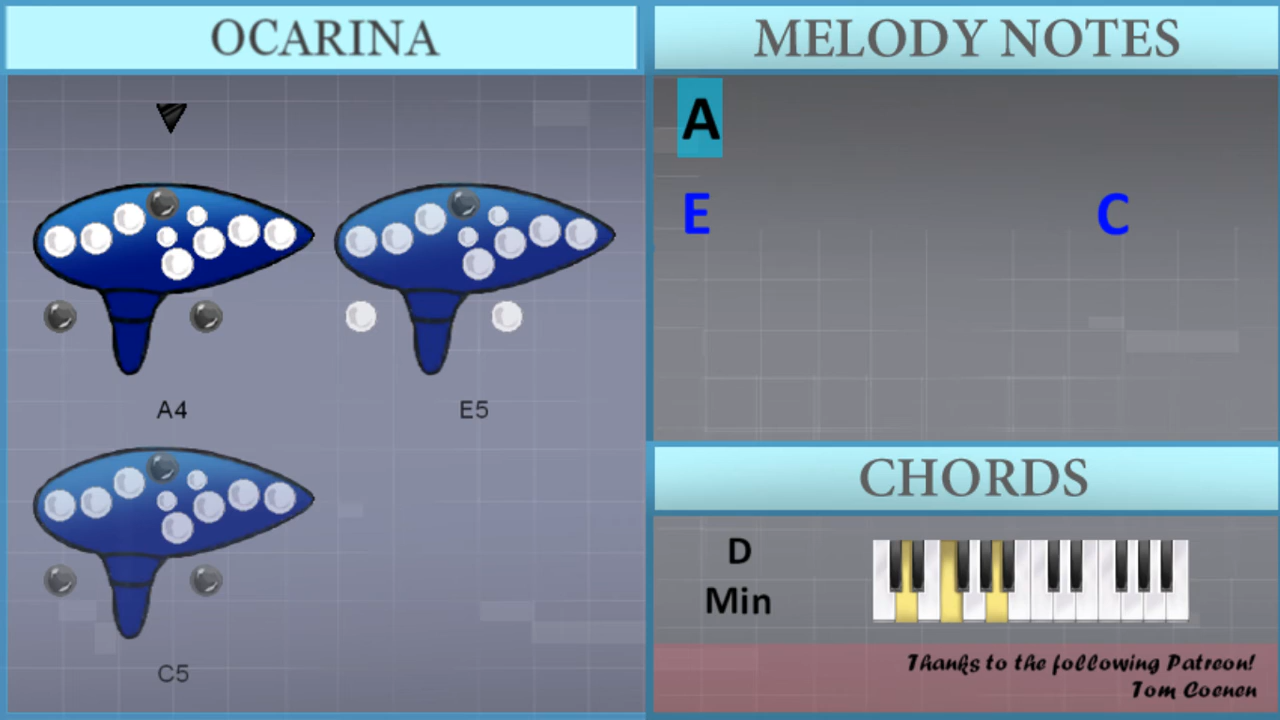 OCARINA
A4
E5
C5
MELODY NOTES
A
E C
CHORDS
D
Min
Thanks to the following Patreon!
Tom Coenen